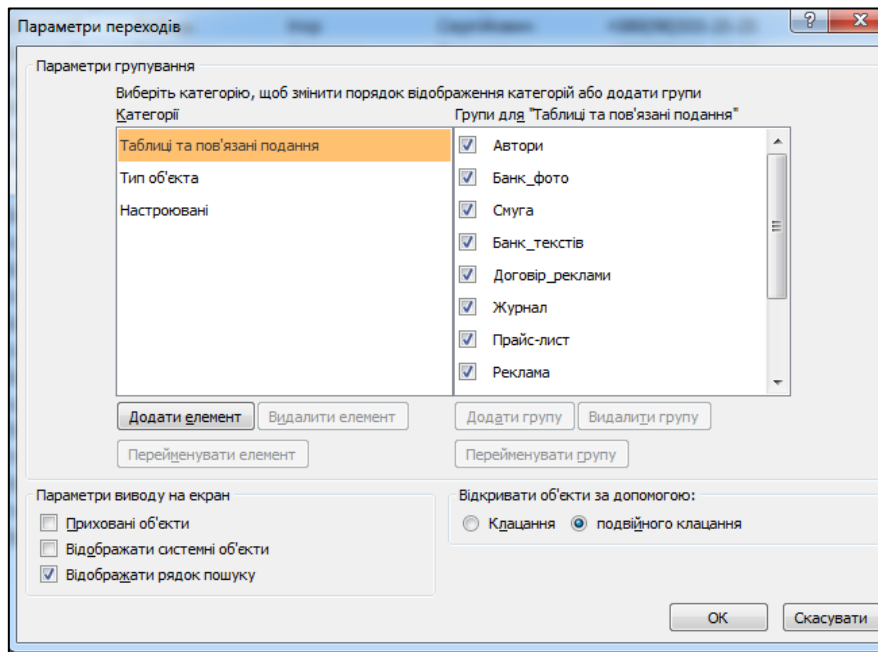 Параметри переходів
Параметри групування
Виберіть категорію, щоб змінити порядок відображення категорій або додати групи
Категорії
Групи для "Таблиці та пов'язані подання"
Таблиці та пов'язані подання
Тип об'єкта
Настроювані
Автори
Банк_фото
Смуга
Банк_текстів
Договір_реклами
Журнал
Прайс-лист
Реклама
Додати елемент Видалити елемент
Додати групу Видалити групу
Перейменувати елемент
Перейменувати групу
Параметри виводу на екран
Приховані об'єкти
Відображати системні об'єкти
Відображати рядок пошуку
Відкривати об'єкти за допомогою:
Клацання подвійного клацання
ОК Скасувати